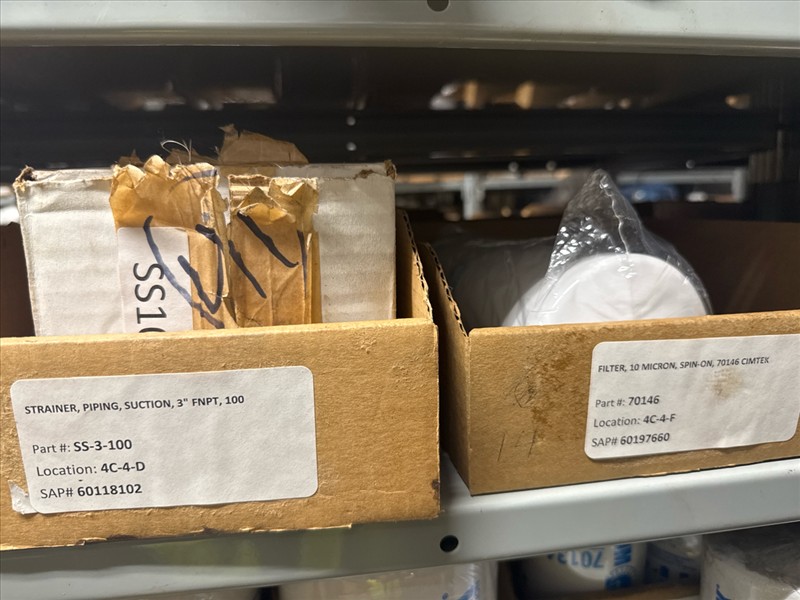 SS10
STRAINER, PIPING, SUCTION, 3" FNPT, 100
Part #: SS-3-100
Location: 4C-4-D
SAP# 60118102
FILTER, 10 MICRON, SPIN-ON, 70146 CIMTEK
Part #: 70146
Location: 4C-4-F
SAP# 60197660